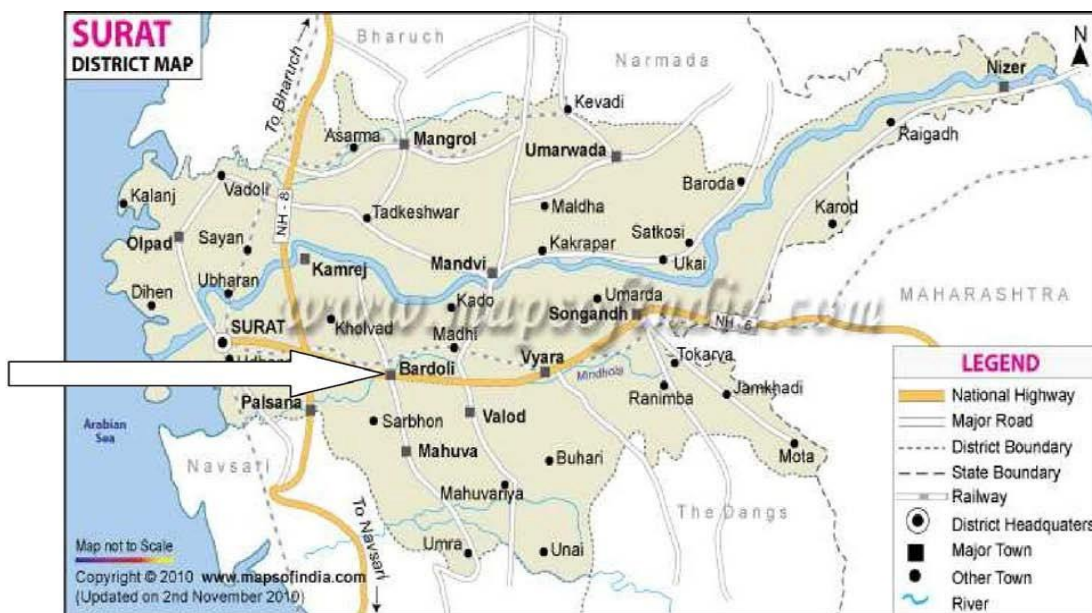 SURAT
DISTRICT MAP
To Bharuch
Bharuch
Narmada
N
Nizer
Kevadi
Raigadh
Asarma
Mangrol
Umarwada
Baroda
Kalanj
Vadoli
NH - 8
Tadkeshwar
Maldha
Karod
Olpad
Sayan
Kakrapar
Satkosi
Ukai
Kamrej
Mandvi
Dihen
Ubharan
Kado
Umarda
MAHARASHTRA
www.mapsofindia.com
SURAT
Kholvad
Madhi
Songandh
NH - 6
Bardoli
Vyara
Mindhola
Tokarva
Jamkhadi
Palsana
Ranimba
Arabian
Sea
Sarbhon
Valod
Navsari
Mahuva
Buhari
Mota
Mahuvariya
The Dangs
To Navsari
Umra
Unai
Map not to Scale
Copyright © 2010 www.mapsofindia.com
(Updated on 2nd November 2010)
LEGEND
National Highway
Major Road
District Boundary
State Boundary
Railway
District Headquaters
Major Town
Other Town
River